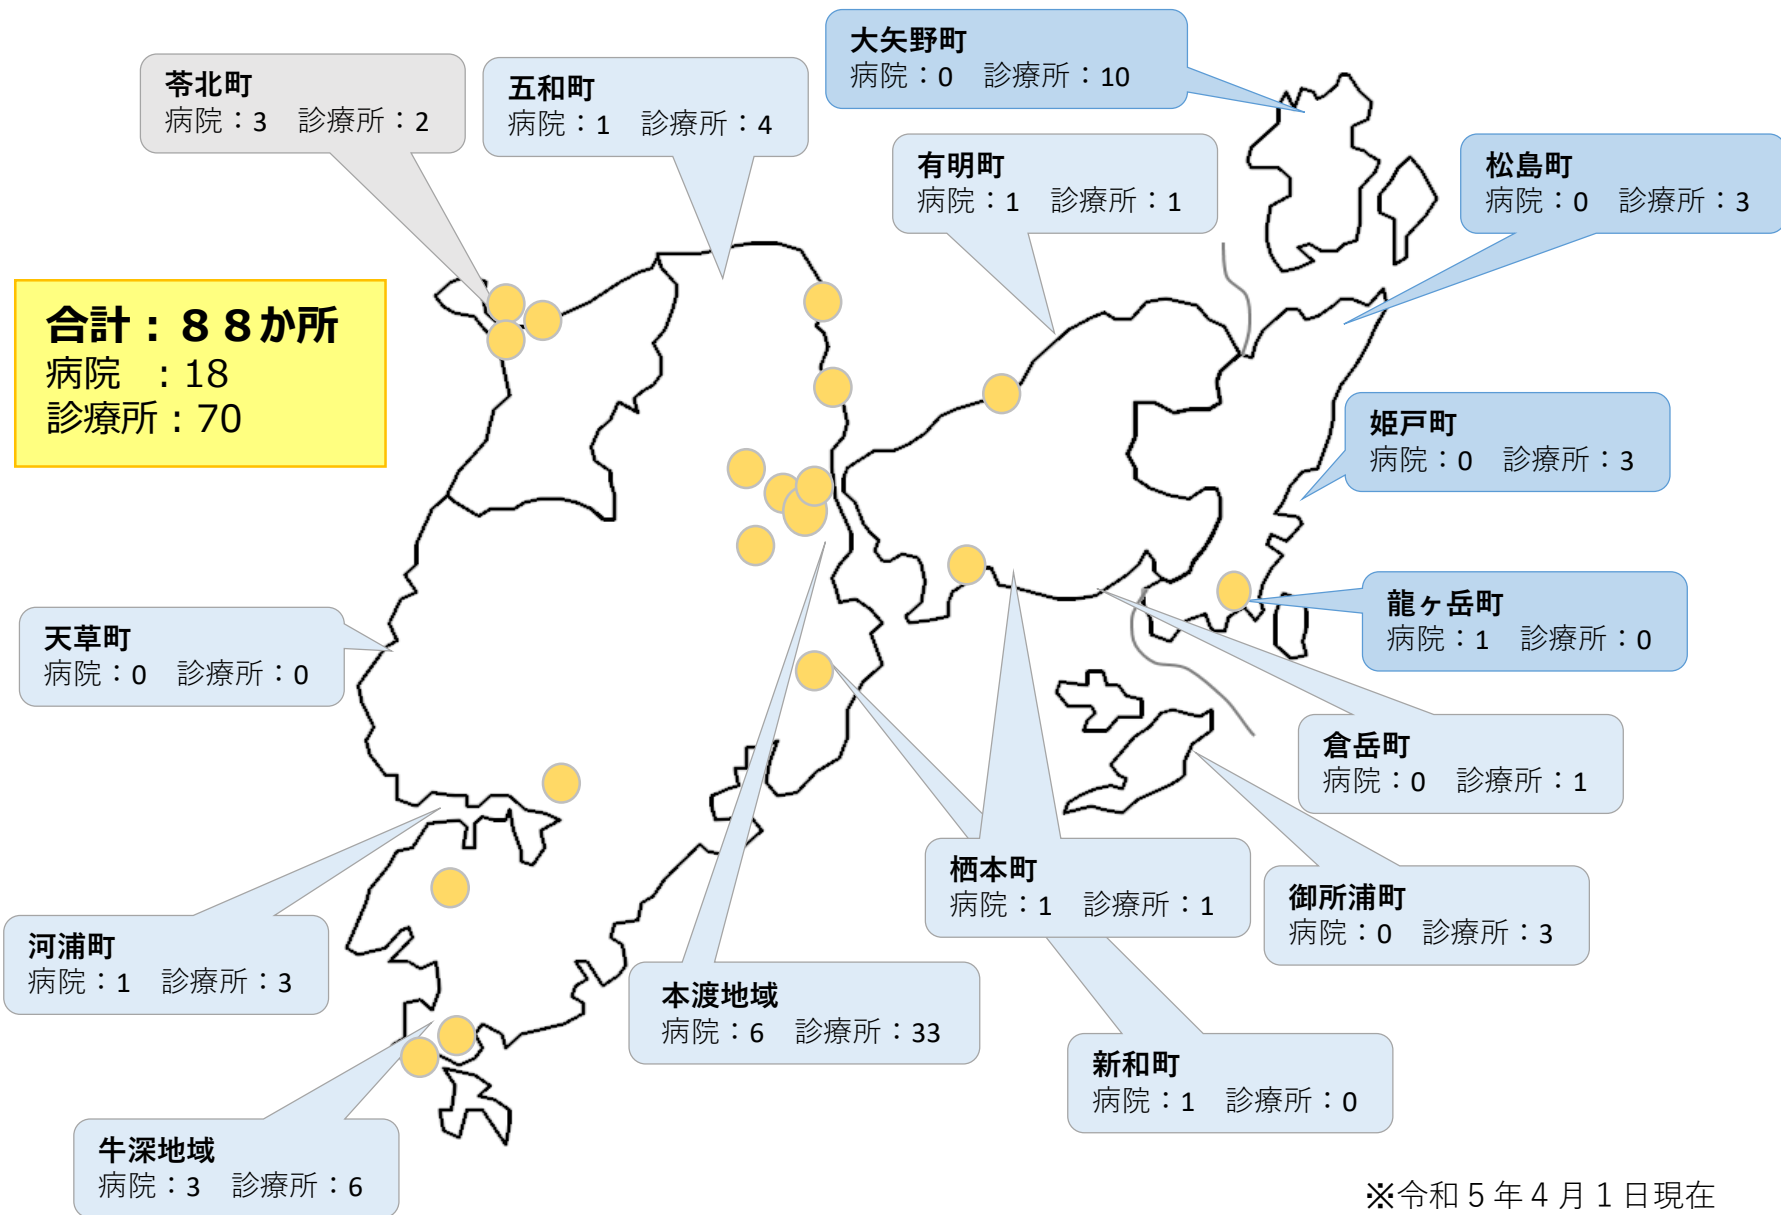 大矢野町
病院：0　診療所：10
苓北町
病院：3　診療所：2
五和町
病院：1　診療所：4
有明町
病院：1　診療所：1
松島町
病院：0　診療所：3
合計：８８か所
病院　：18
診療所：70
姫戸町
病院：0　診療所：3
龍ヶ岳町
病院：1　診療所：0
天草町
病院：0　診療所：0
倉岳町
病院：0　診療所：1
栖本町
病院：1　診療所：1
御所浦町
病院：0　診療所：3
河浦町
病院：1　診療所：3
本渡地域
病院：6　診療所：33
新和町
病院：1　診療所：0
牛深地域
病院：3　診療所：6
※令和５年４月１日現在